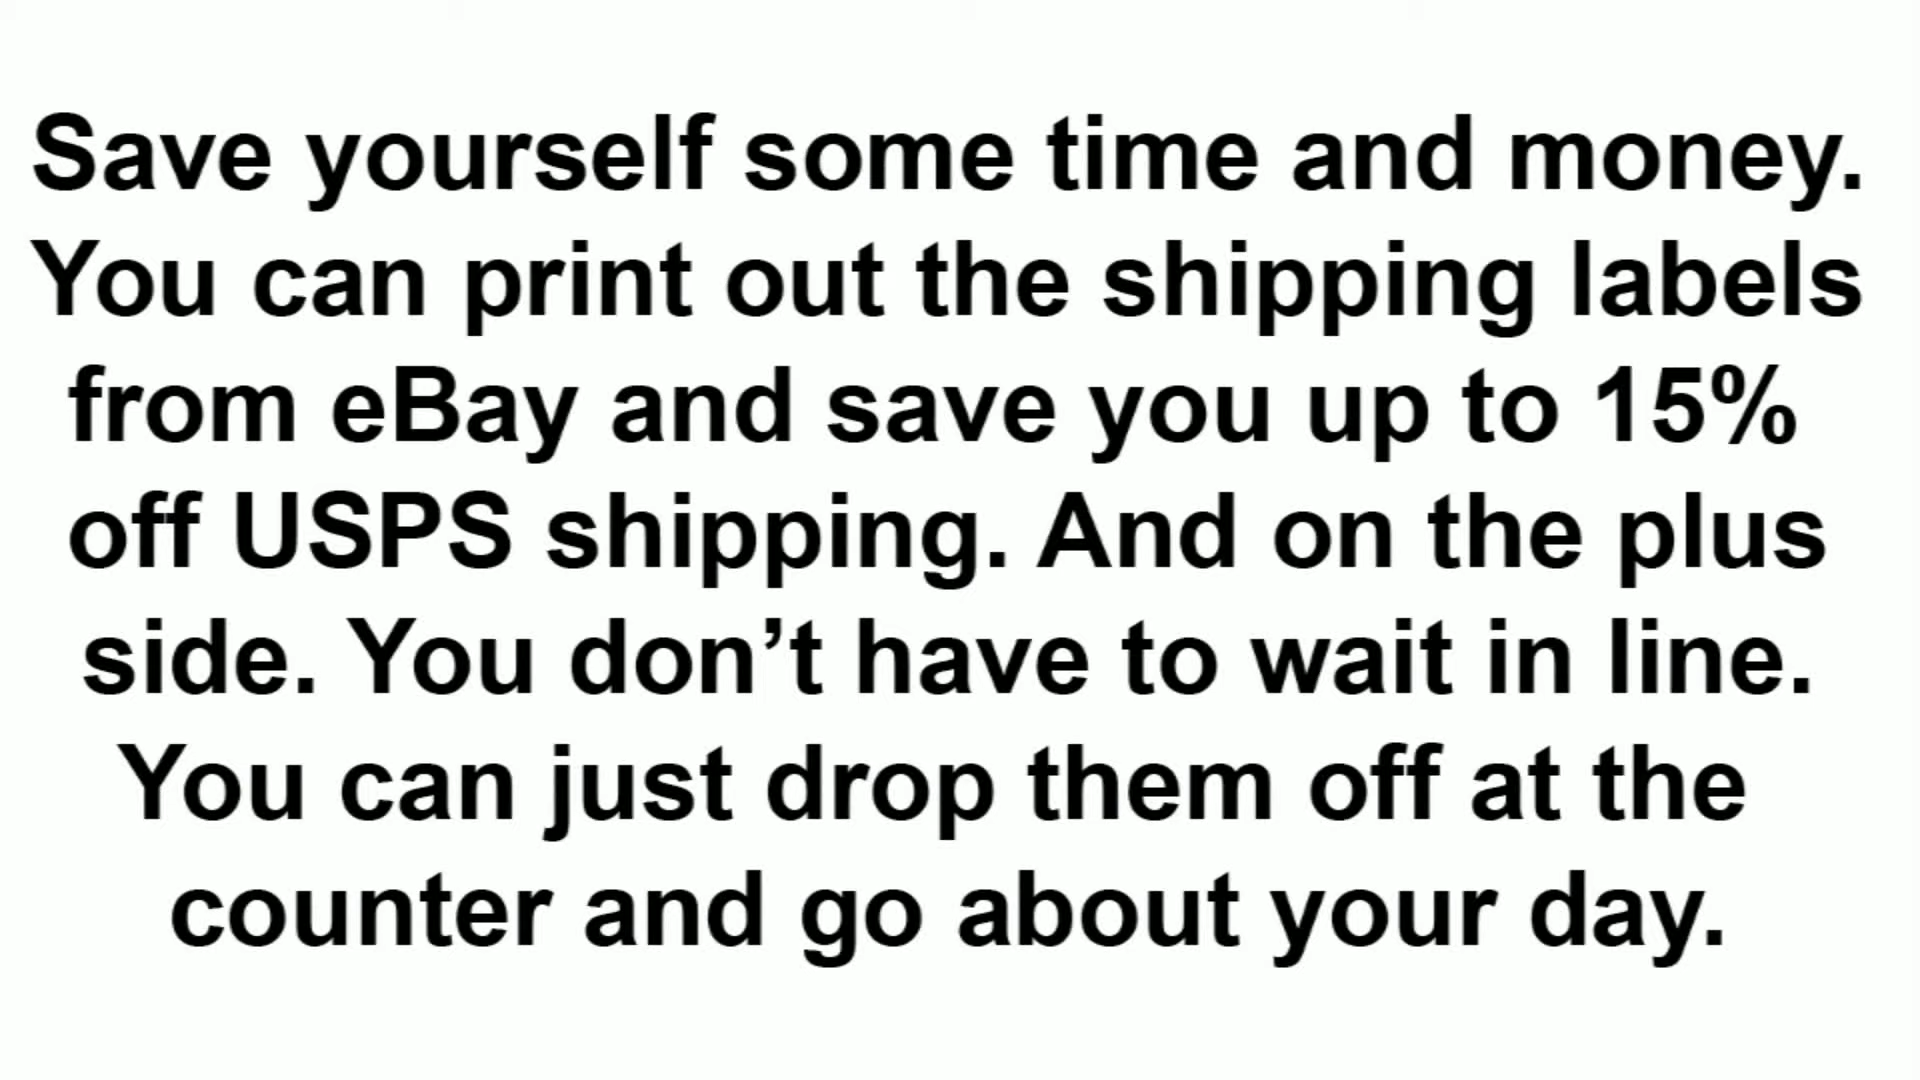 Save yourself some time and money.
You can print out the shipping labels
from eBay and save you up to 15%
off USPS shipping. And on the plus
side. You don’t have to wait in line.
You can just drop them off at the
counter and go about your day.